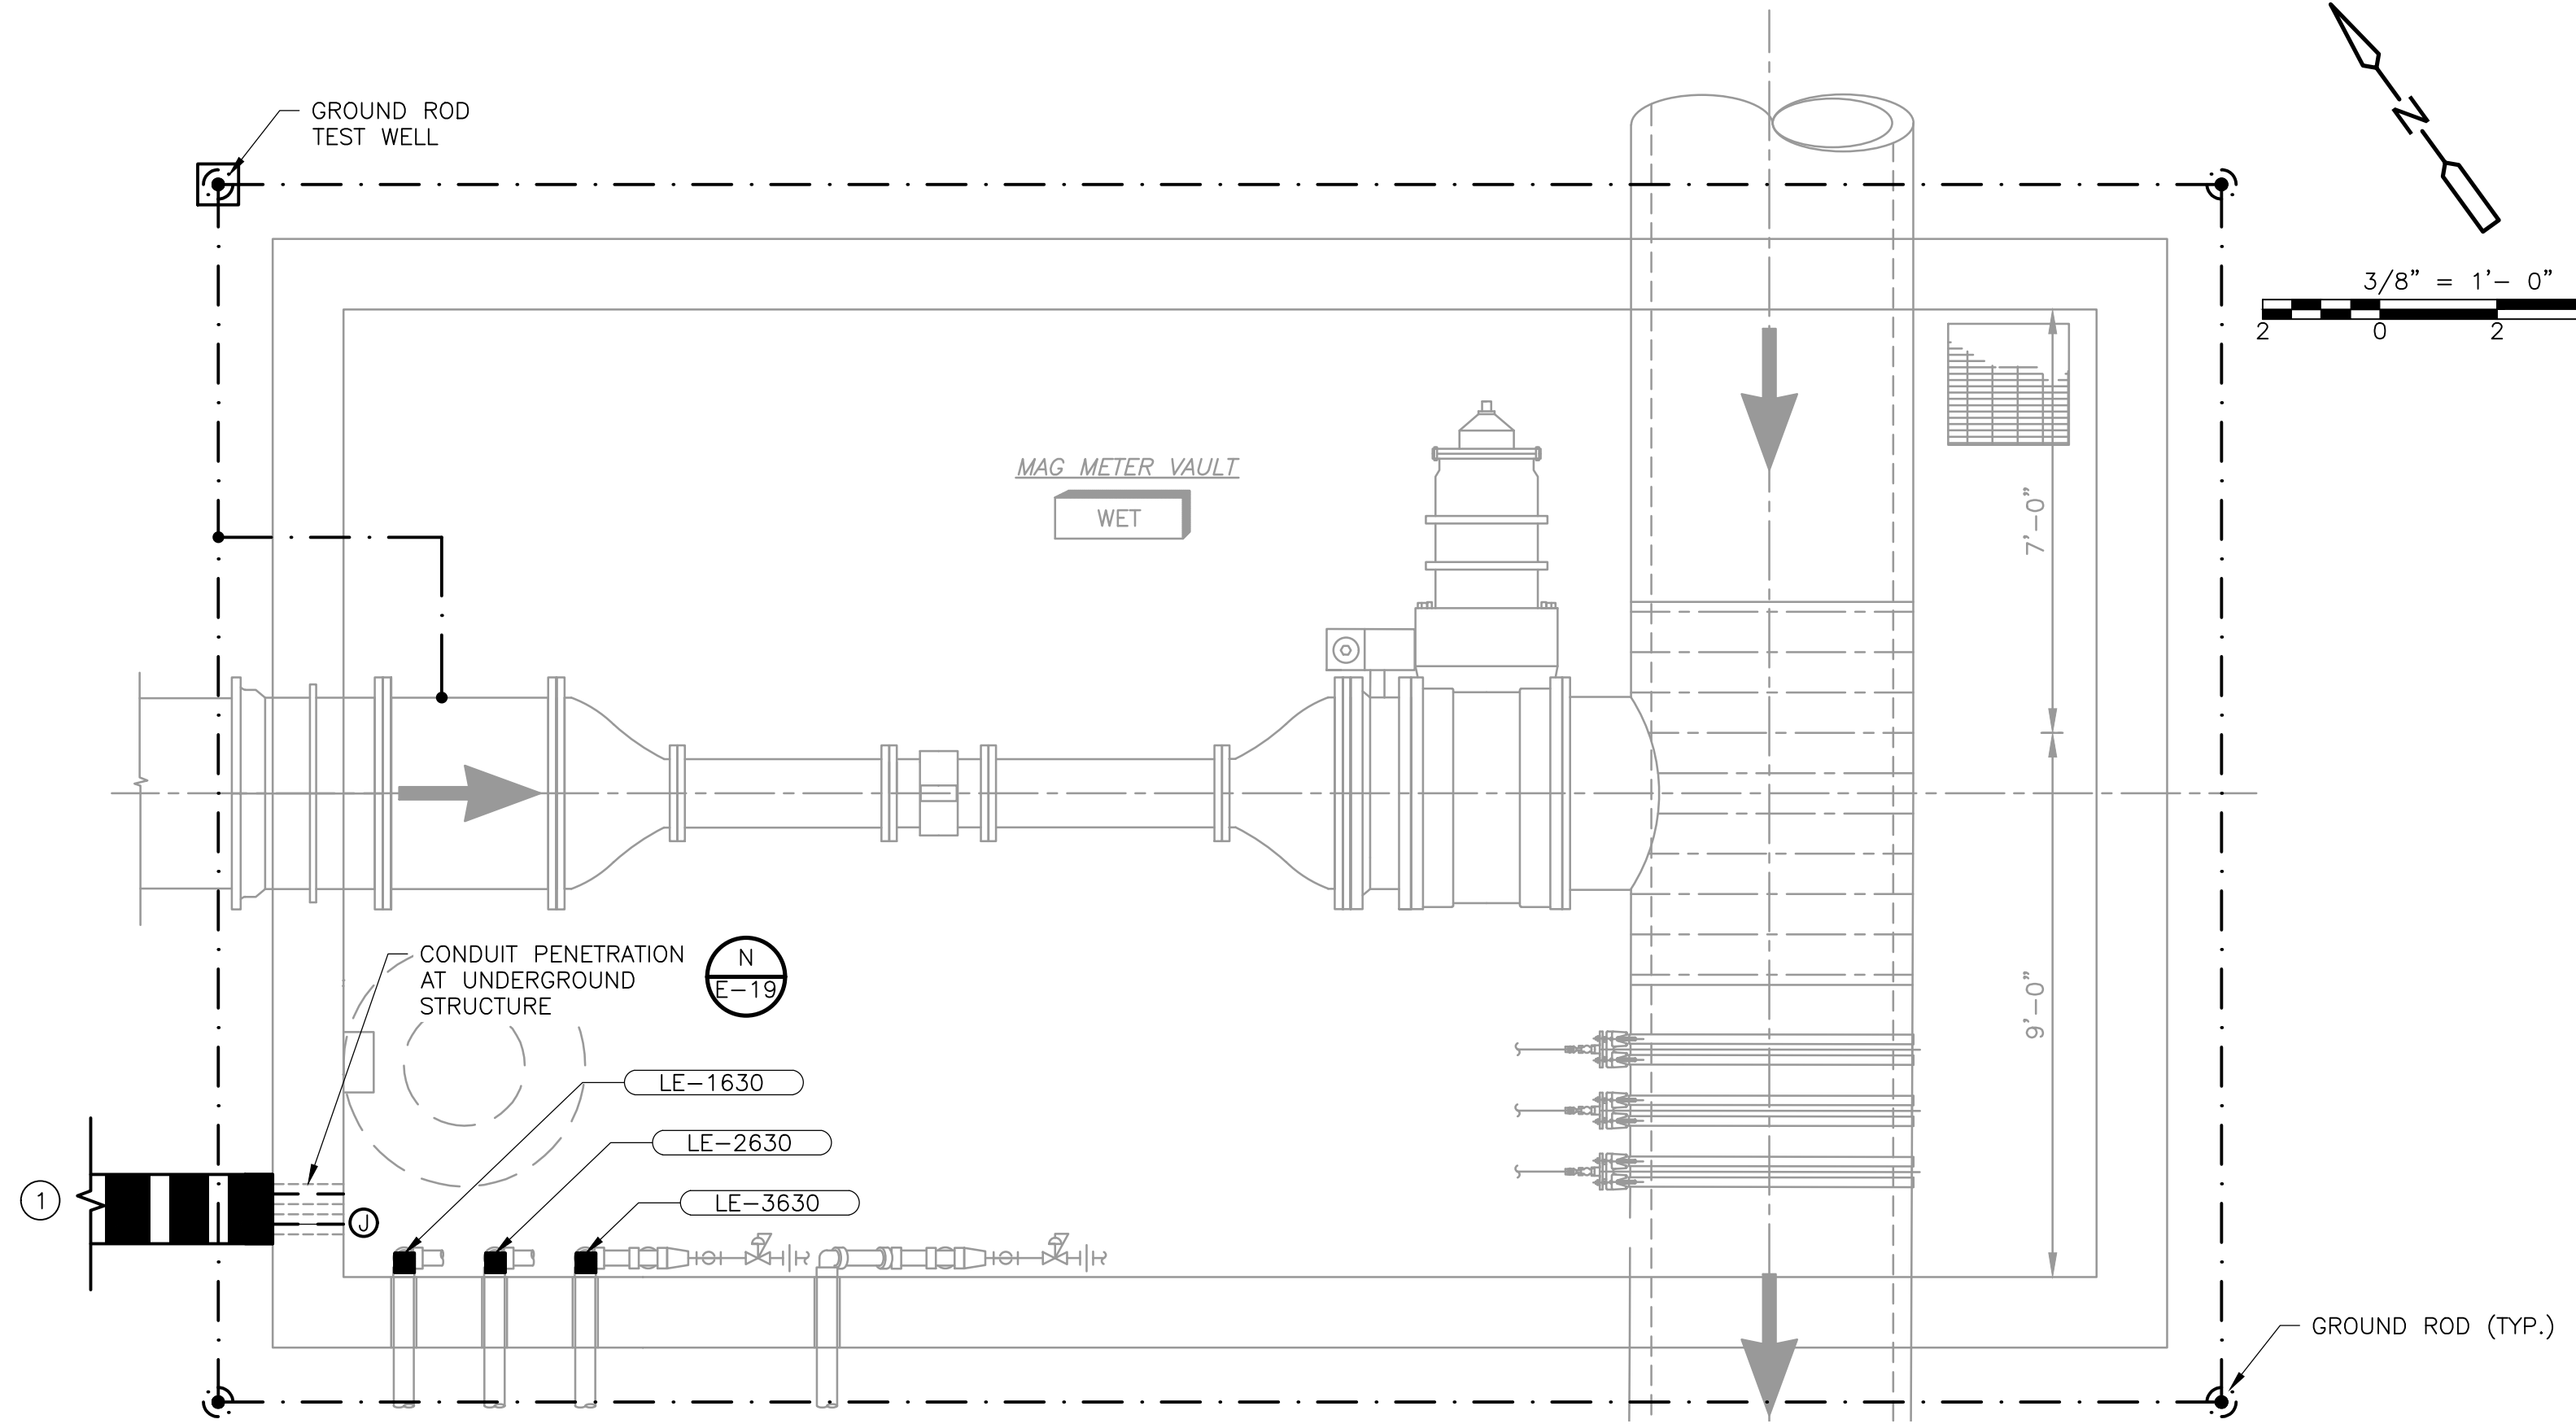 GROUND ROD
TEST WELL
N
3/8" = 1'- 0"
2 0 2
MAG METER VAULT
WET
7'-0"
CONDUIT PENETRATION
AT UNDERGROUND
STRUCTURE
N
E-19
9'-0"
LE-1630
LE-2630
LE-3630
1
J
GROUND ROD (TYP.)